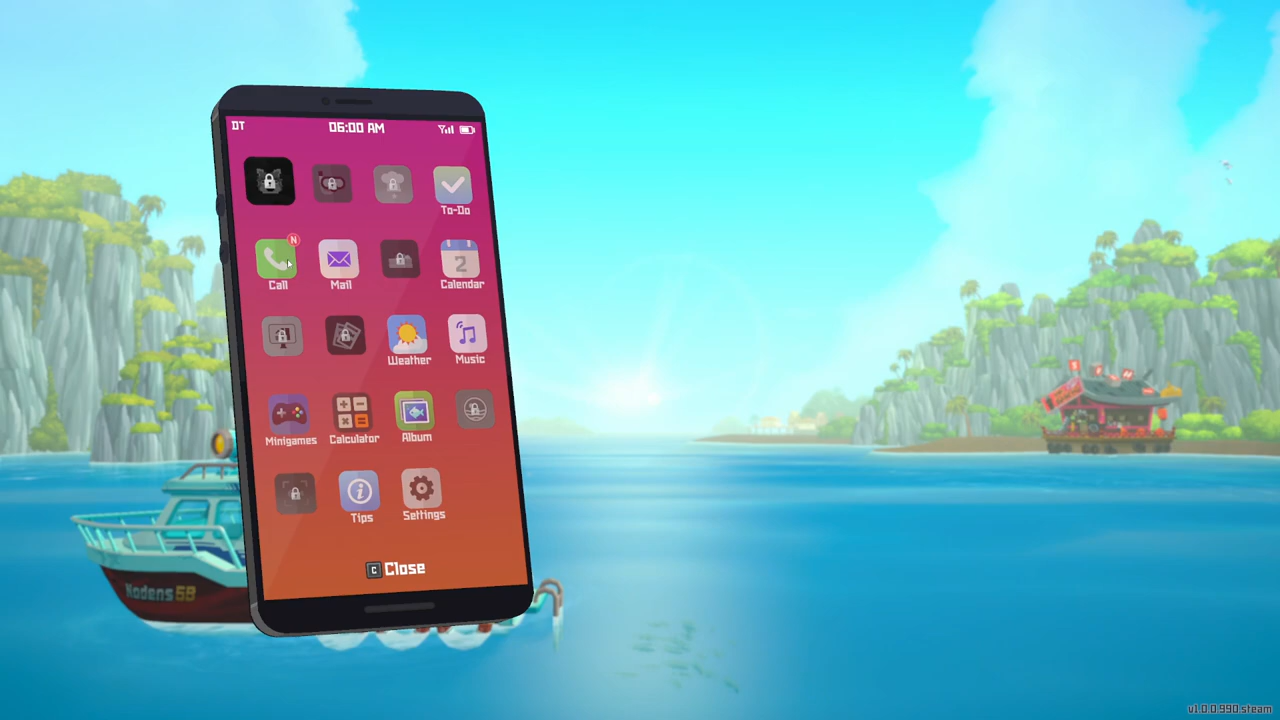 DT
06:00 AM
To-Do
N
Call
Mail
2
Calendar
Weather
Music
Minigames
Calculator
Album
Tips
Settings
C Close
Nodens 58
v1.0.0.990.steam